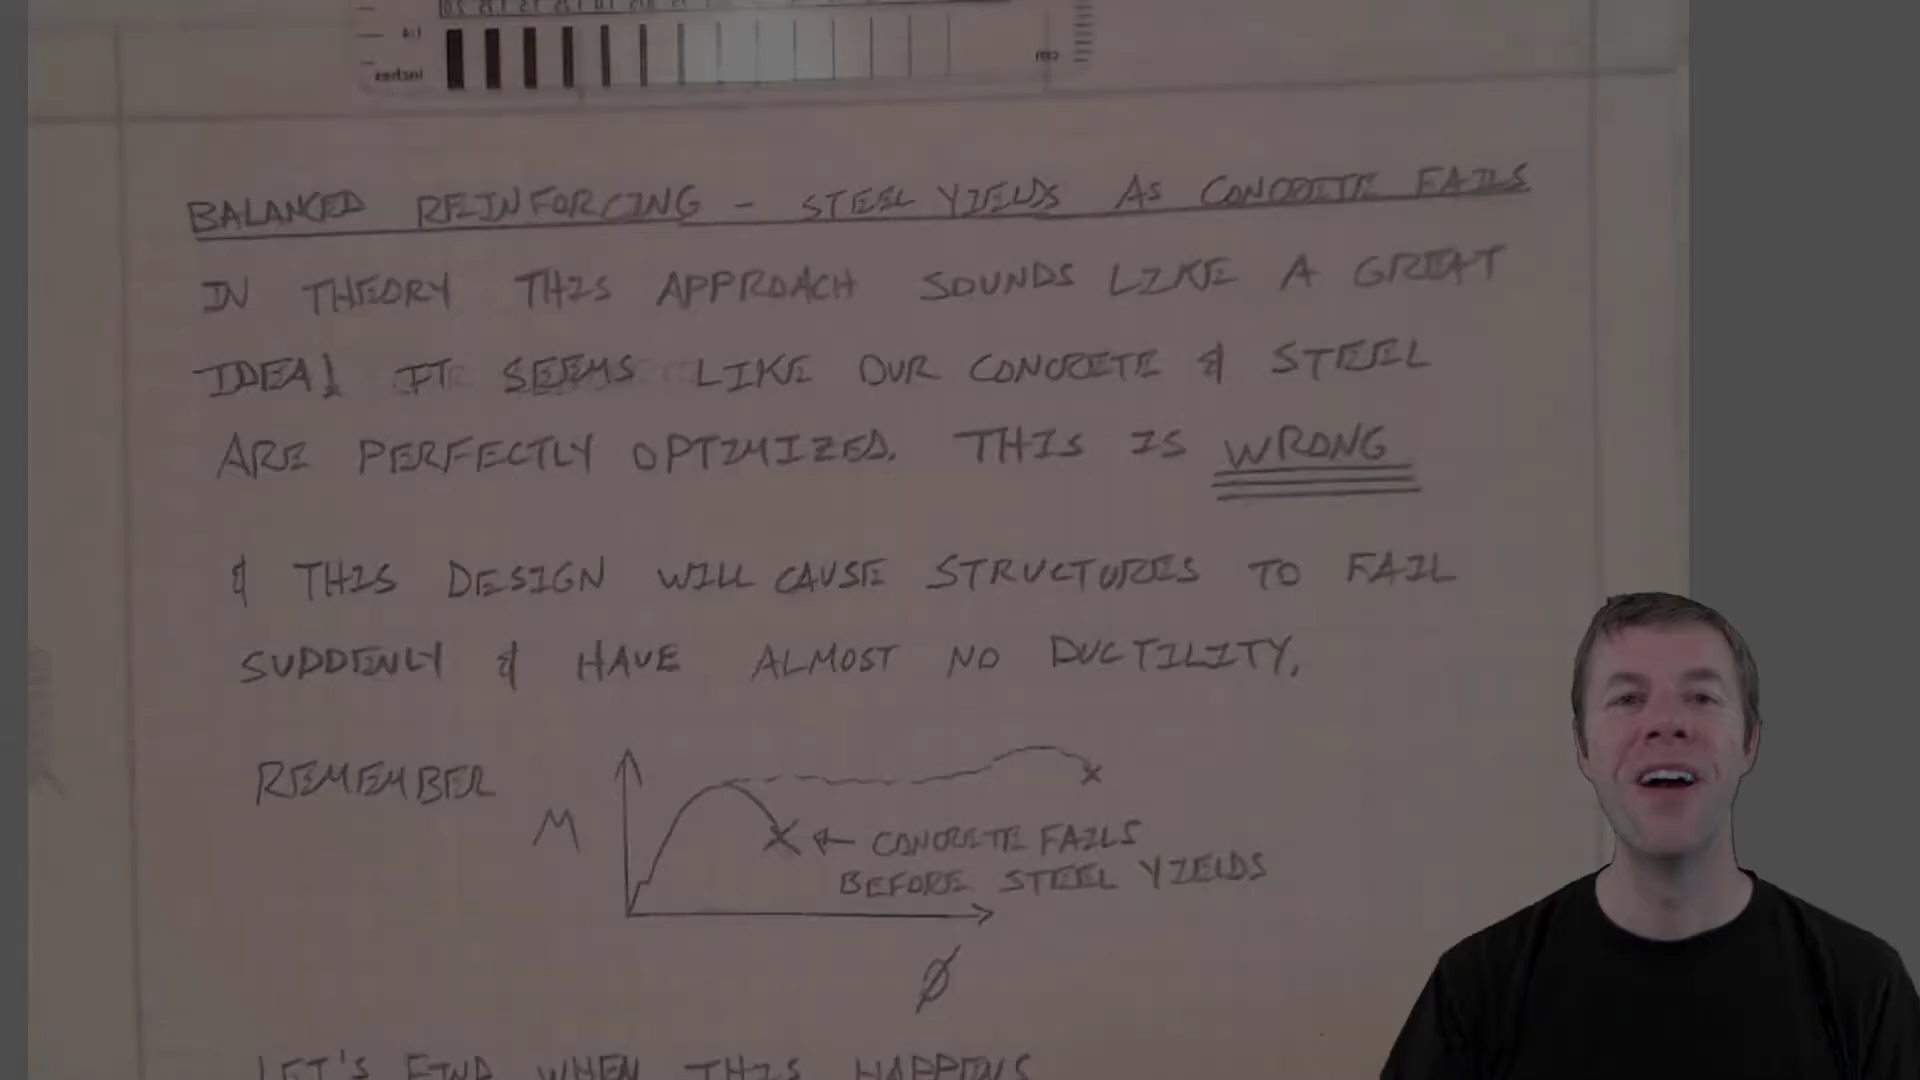 cm
inches
BALANCED REINFORCING - STEEL YIELDS AS CONCRETE FAILS
IN THEORY THIS APPROACH SOUNDS LIKE A GREAT
IDEA! IT SEEMS LIKE OUR CONCRETE & STEEL
ARE PERFECTLY OPTIMIZED. THIS IS WRONG
& THIS DESIGN WILL CAUSE STRUCTURES TO FAIL
SUDDENLY & HAVE ALMOST NO DUCTILITY.
REMEMBER
M
CONCRETE FAILS
BEFORE STEEL YIELDS
Ø
LET'S FIND WHEN THIS HAPPENS